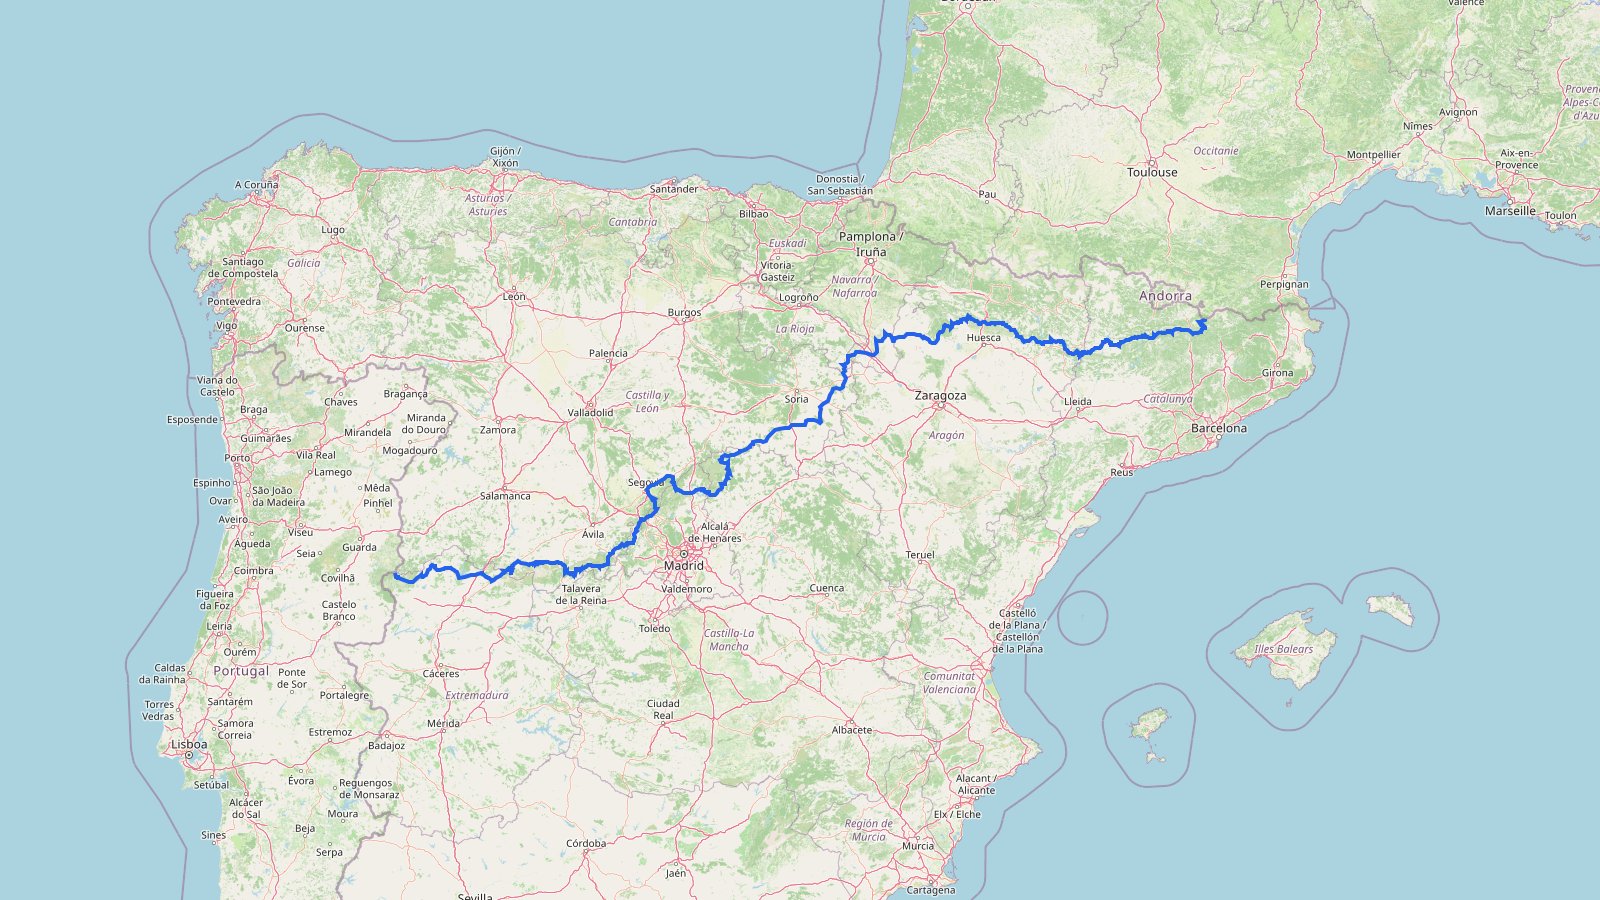 Bordeaux
Valence
Provence-
Alpes-Côte
d'Azur
Avignon
Nîmes
Aix-en-
Provence
Montpellier
Marseille
Toulon
Occitanie
Toulouse
Pau
Perpignan
Gijón /
Xixón
A Coruña
Asturias /
Asturies
Santander
Donostia /
San Sebastián
Bilbao
Cantabria
Lugo
Euskadi
Pamplona /
Iruña
Santiago
de Compostela
Galicia
Vitoria-
Gasteiz
Navarra /
Nafarroa
Andorra
León
Logroño
Pontevedra
Burgos
Vigo
Ourense
La Rioja
Huesca
Palencia
Girona
Viana do
Castelo
Bragança
Chaves
Castilla y
León
Soria
Zaragoza
Lleida
Catalunya
Braga
Esposende
Miranda
do Douro
Valladolid
Zamora
Barcelona
Guimarães
Mirandela
Mogadouro
Aragón
Vila Real
Porto
Lamego
Reus
Espinho
São João
da Madeira
Mêda
Pinhel
Salamanca
Segovia
Ovar
Aveiro
Viseu
Ávila
Alcalá
de Henares
Águeda
Guarda
Seia
Teruel
Madrid
Coimbra
Covilhã
Talavera
de la Reina
Valdemoro
Cuenca
Figueira
da Foz
Castelo
Branco
Leiria
Toledo
Castilla-La
Mancha
Castelló
de la Plana /
Castellón
de la Plana
Illes Balears
Ourém
Caldas
da Rainha
Portugal
Ponte
de Sor
Cáceres
Comunitat
Valenciana
Portalegre
Extremadura
Santarém
Torres
Vedras
Ciudad
Real
Samora
Correia
Estremoz
Mérida
Albacete
Lisboa
Badajoz
Setúbal
Évora
Reguengos
de Monsaraz
Alacant /
Alicante
Alcácer
do Sal
Moura
Elx / Elche
Sines
Beja
Región de
Murcia
Serpa
Córdoba
Murcia
Jaén
Cartagena
Sevilla